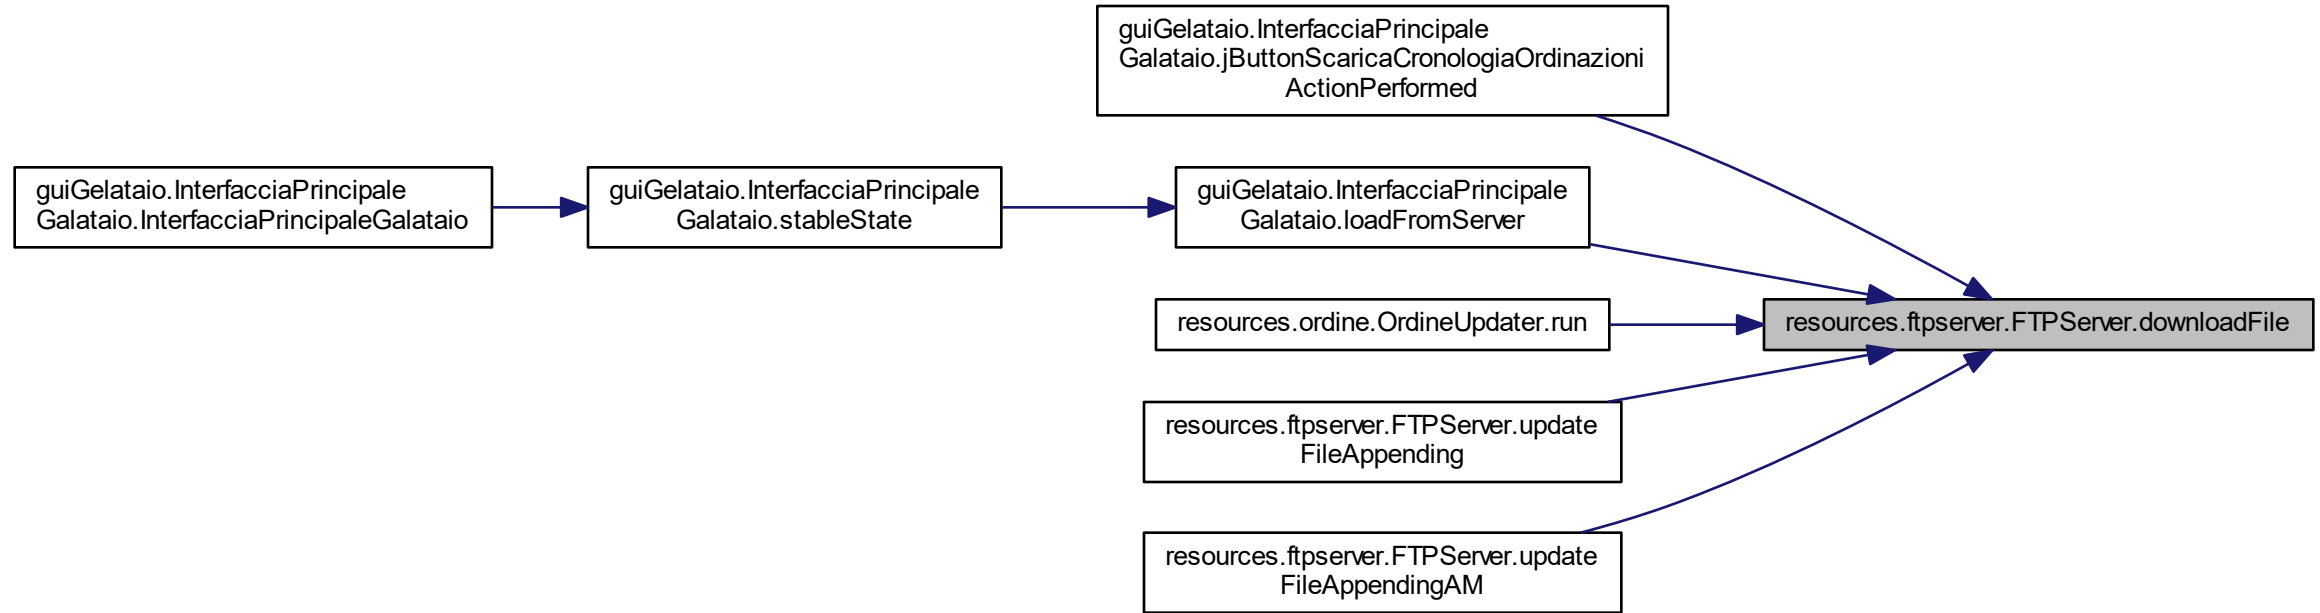 guiGelataio.InterfacciaPrincipale
Galataio.jButtonScaricaCronologiaOrdinazioni
ActionPerformed
guiGelataio.InterfacciaPrincipale
Galataio.InterfacciaPrincipaleGalataio
guiGelataio.InterfacciaPrincipale
Galataio.stableState
guiGelataio.InterfacciaPrincipale
Galataio.loadFromServer
resources.ordine.OrdineUpdater.run
resources.ftpserver.FTPServer.downloadFile
resources.ftpserver.FTPServer.update
FileAppending
resources.ftpserver.FTPServer.update
FileAppendingAM